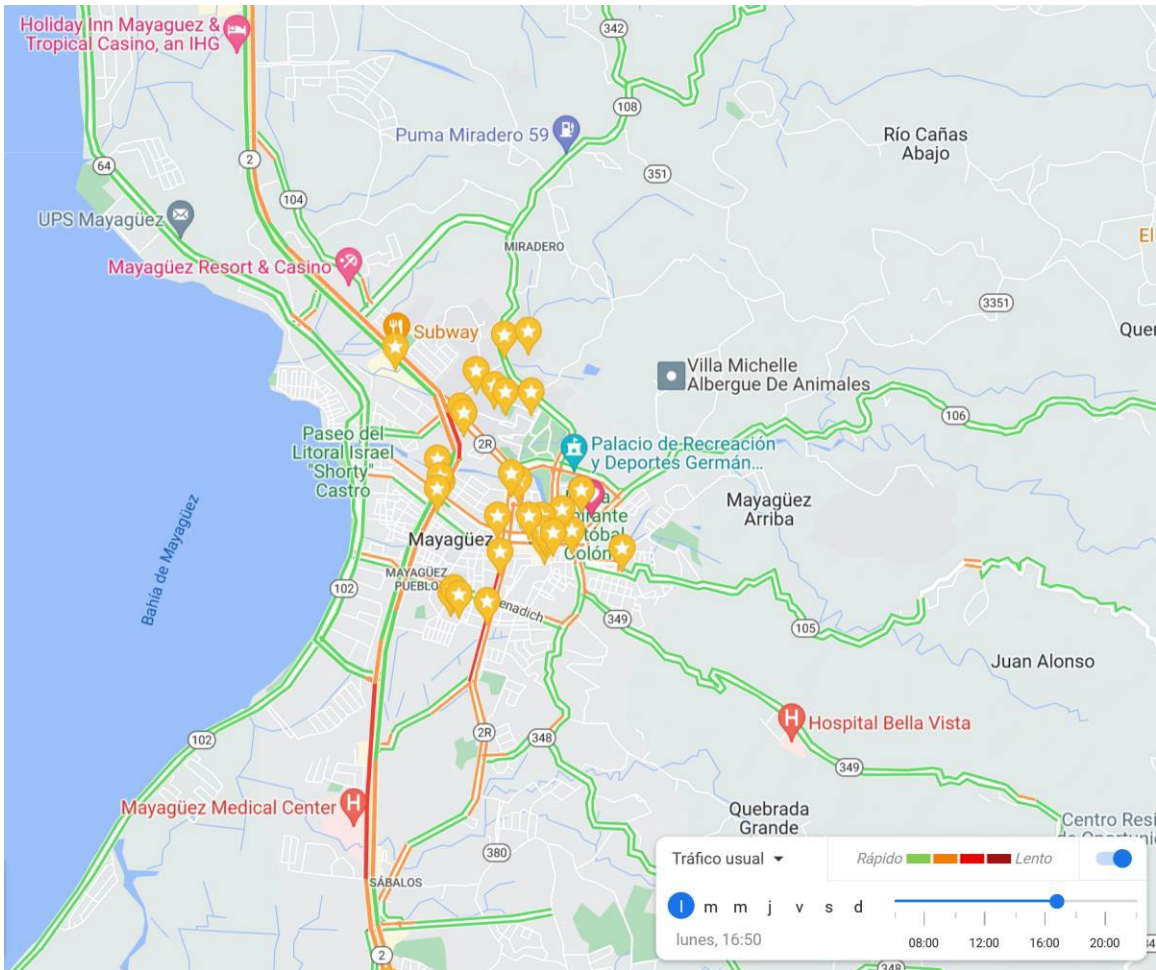 Holiday Inn Mayaguez &
Tropical Casino, an IHG
342
108
Puma Miradero 59
Río Cañas
Abajo
2
64
351
104
UPS Mayagüez
MIRADERO
El
Mayagüez Resort & Casino
3351
Subway
Quer
Villa Michelle
Albergue De Animales
106
Paseo del
Litoral Israel
"Shorty"
Castro
2R
Palacio de Recreación
y Deportes Germán...
Mayagüez
Arriba
Mayagüez
Colón
Bahía de Mayagüez
MAYAGÜEZ
PUEBLO
102
349
105
Juan Alonso
Hospital Bella Vista
102
2R
348
349
Mayagüez Medical Center
Quebrada
Grande
Centro Resi
380
SÁBALOS
Tráfico usual
Rápido
Lento
l m m j v s d
lunes, 16:50
08:00 12:00 16:00 20:00
2
348